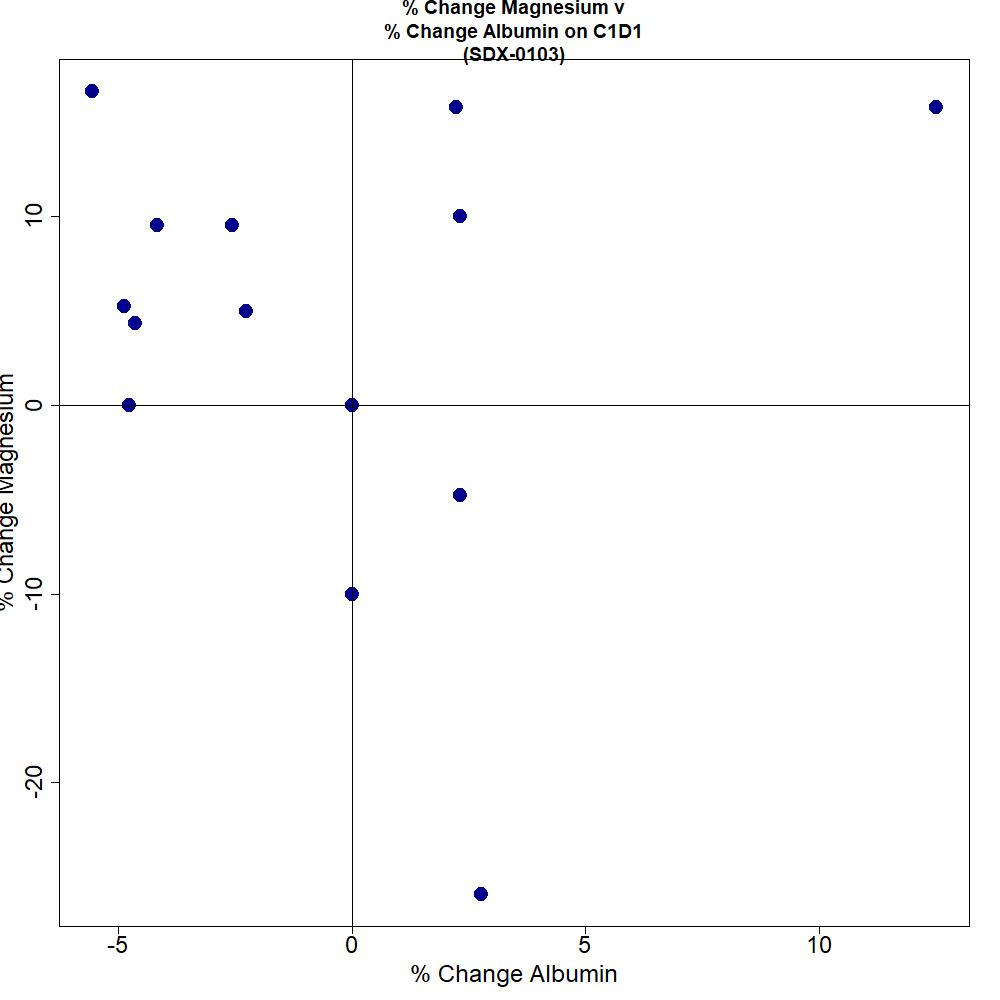 % Change Magnesium v
% Change Albumin on C1D1
(SDX-0103)
% Change Magnesium
10
0
-10
-20
-5
0
5
10
% Change Albumin